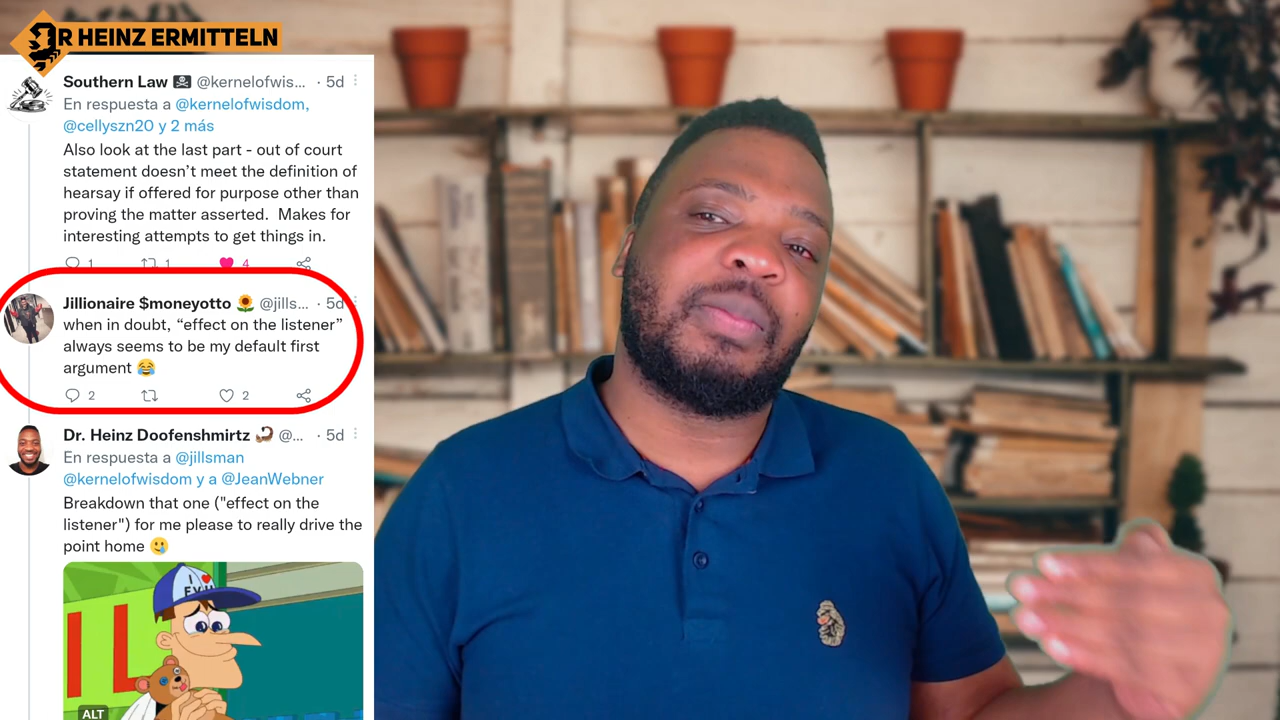 R HEINZ ERMITTELN
Southern Law @kernelofwis... · 5d
En respuesta a @kernelofwisdom,
@cellyszn20 y 2 más
Also look at the last part - out of court
statement doesn’t meet the definition of
hearsay if offered for purpose other than
proving the matter asserted. Makes for
interesting attempts to get things in.
1 1 4
Jillionaire $moneyotto 🌻 @jills... · 5d
when in doubt, “effect on the listener”
always seems to be my default first
argument 😂
2 2
Dr. Heinz Doofenshmirtz @... · 5d
En respuesta a @jillsman
@kernelofwisdom y a @JeanWebner
Breakdown that one ("effect on the
listener") for me please to really drive the
point home 🥲
I ♥
IL
ALT